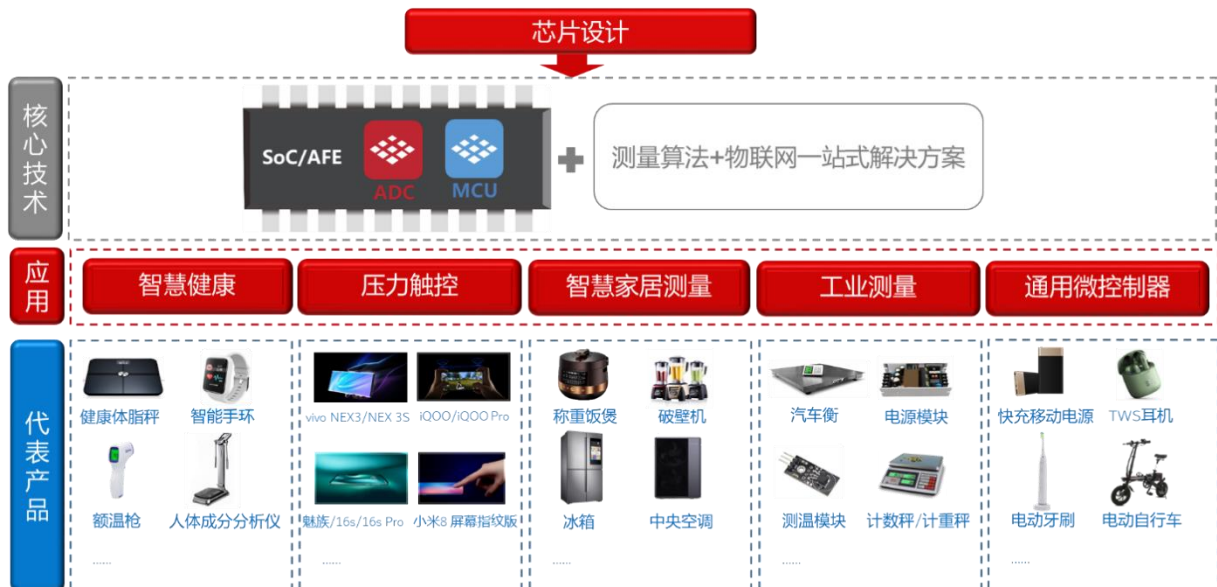 芯片设计
核心技术
SoC/AFE
ADC
MCU
测量算法+物联网一站式解决方案
应用
智慧健康
压力触控
智慧家居测量
工业测量
通用微控制器
代表产品
健康体脂秤
智能手环
vivo NEX3/NEX 3S
iQOO/iQOO Pro
称重饭煲
破壁机
汽车衡
电源模块
快充移动电源
TWS耳机
额温枪
人体成分分析仪
魅族/16s/16s Pro
小米8 屏幕指纹版
冰箱
中央空调
测温模块
计数秤/计重秤
电动牙刷
电动自行车
......
......
......
......
......